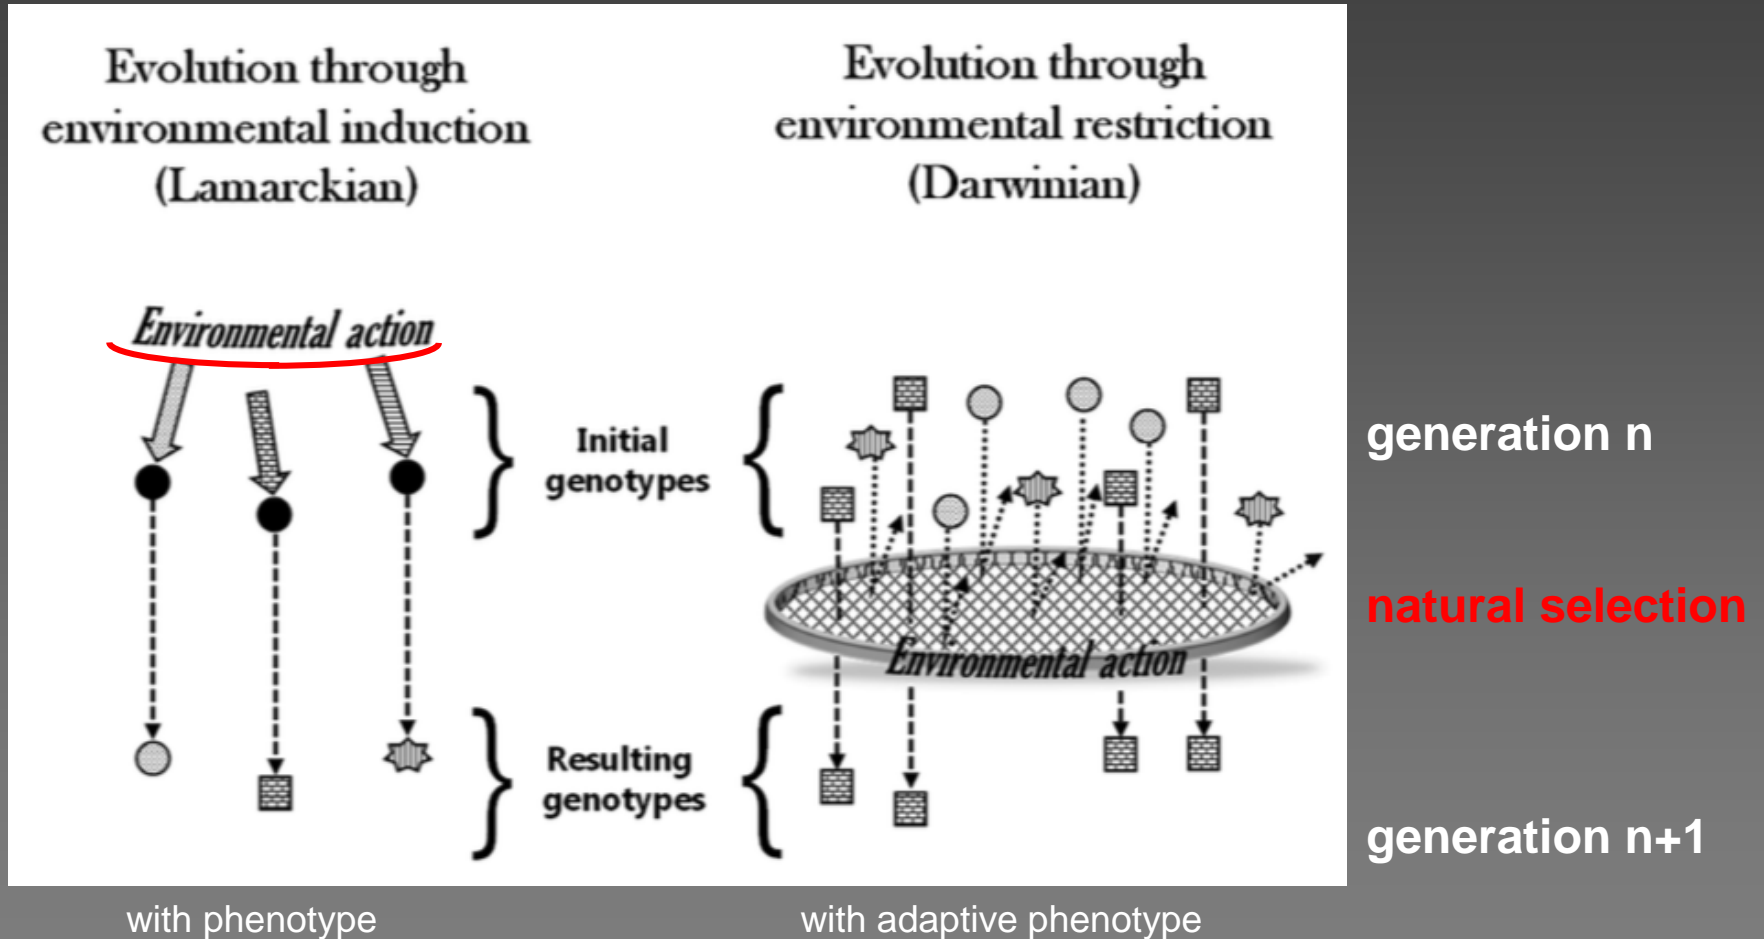 Evolution through
environmental induction
(Lamarckian)
Evolution through
environmental restriction
(Darwinian)
Environmental action
Initial
genotypes
generation n
natural selection
Environmental action
Resulting
genotypes
generation n+1
with phenotype
with adaptive phenotype